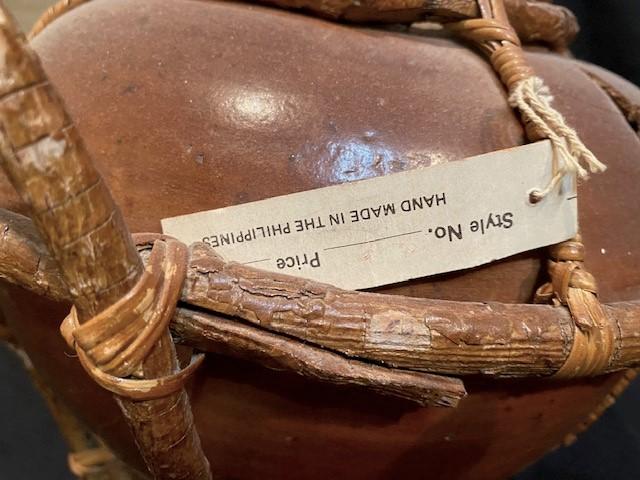 Style No.
Price
HAND MADE IN THE PHILIPPINES